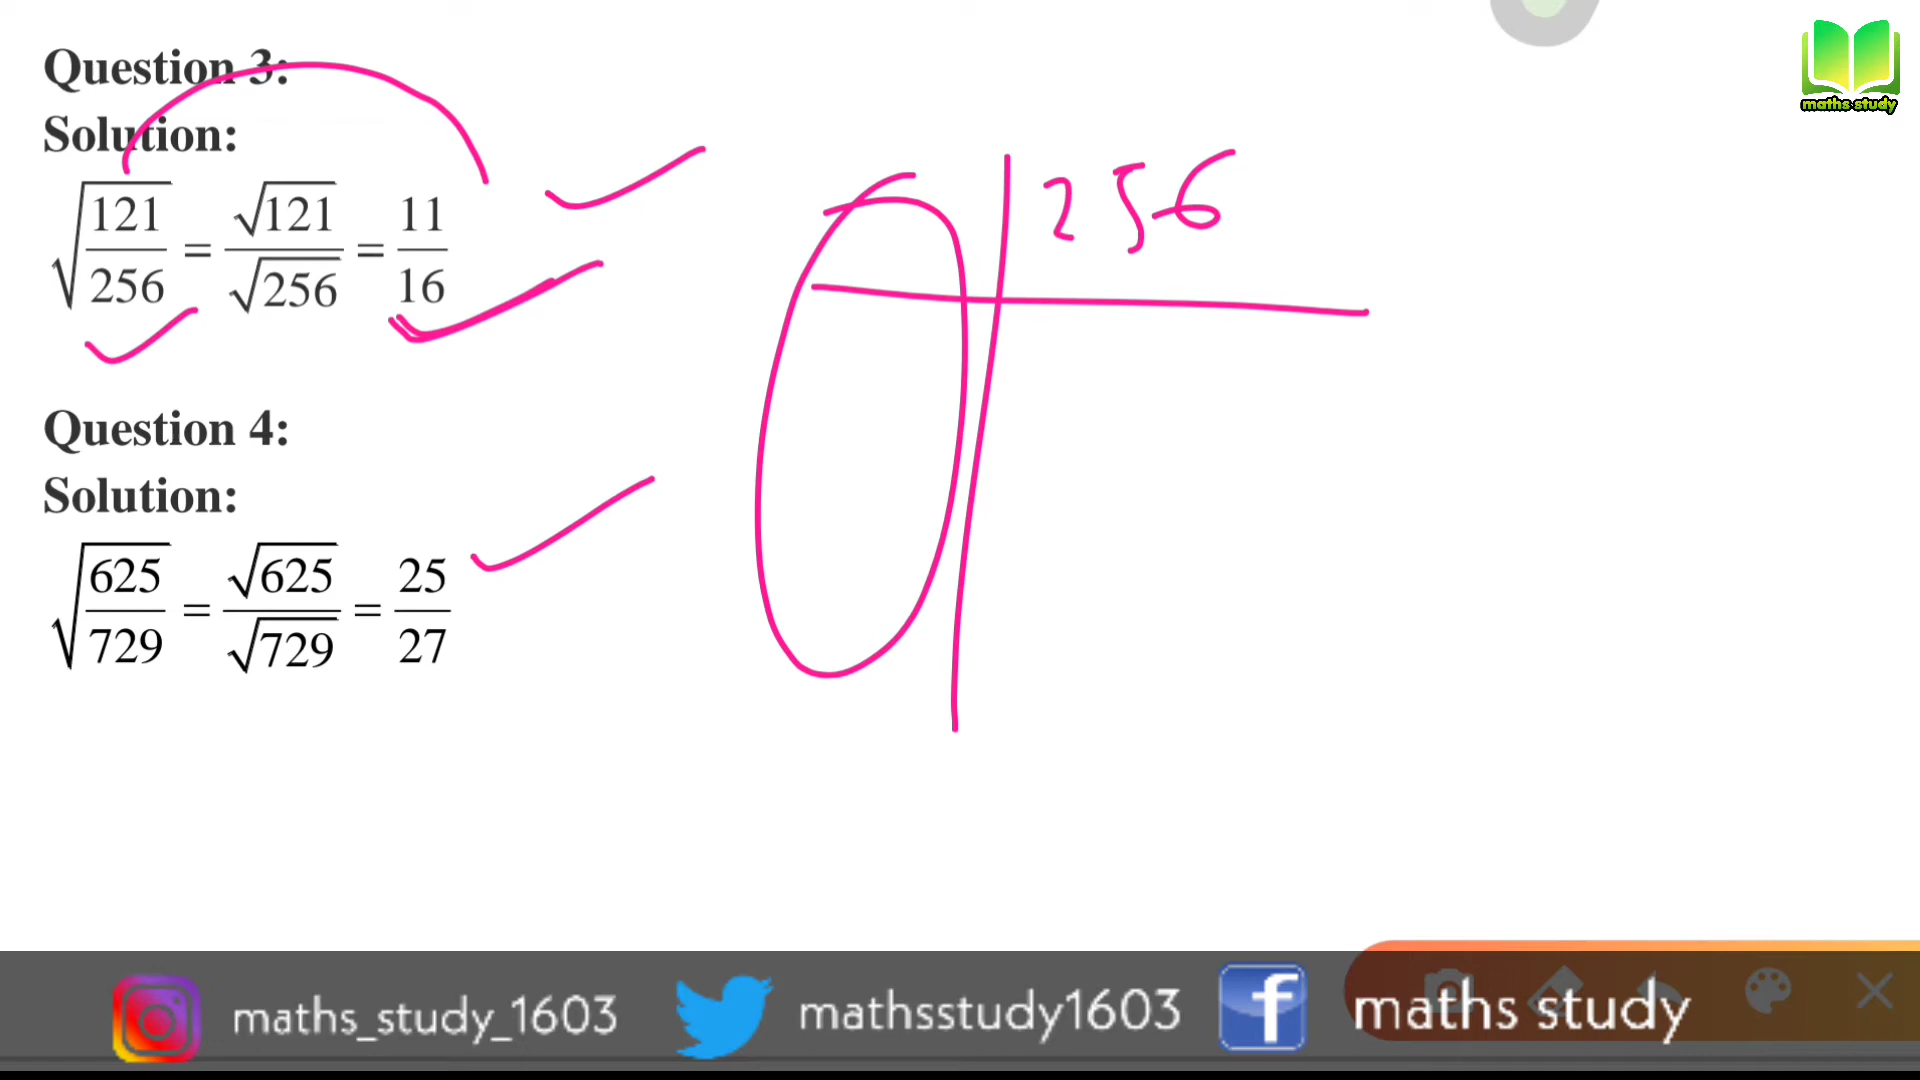 Question 3:
Solution:
√(121/256) = √121/√256 = 11/16
256
Question 4:
Solution:
√(625/729) = √625/√729 = 25/27
maths study
maths_study_1603
mathsstudy1603
maths study